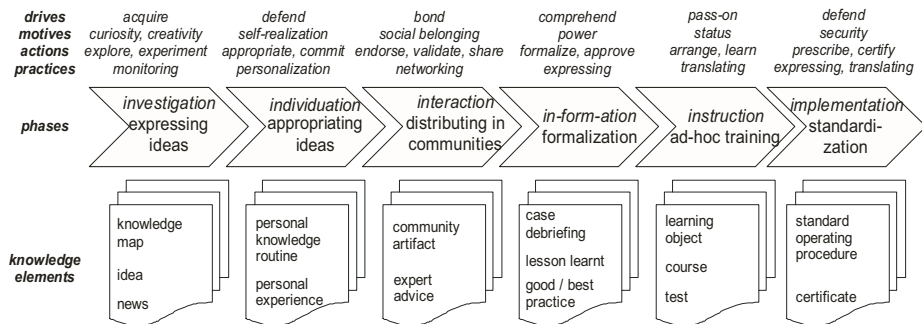 drives acquire defend bond comprehend pass-on defend
motives curiosity, creativity self-realization social belonging power status security
actions explore, experiment appropriate, commit endorse, validate, share formalize, approve arrange, learn prescribe, certify
practices monitoring personalization networking expressing translating expressing, translating
phases
investigation
expressing
ideas
individuation
appropriating
ideas
interaction
distributing in
communities
in-form-ation
formalization
instruction
ad-hoc training
implementation
standardi-
zation
knowledge
elements
knowledge
map
idea
news
personal
knowledge
routine
personal
experience
community
artifact
expert
advice
case
debriefing
lesson learnt
good / best
practice
learning
object
course
test
standard
operating
procedure
certificate